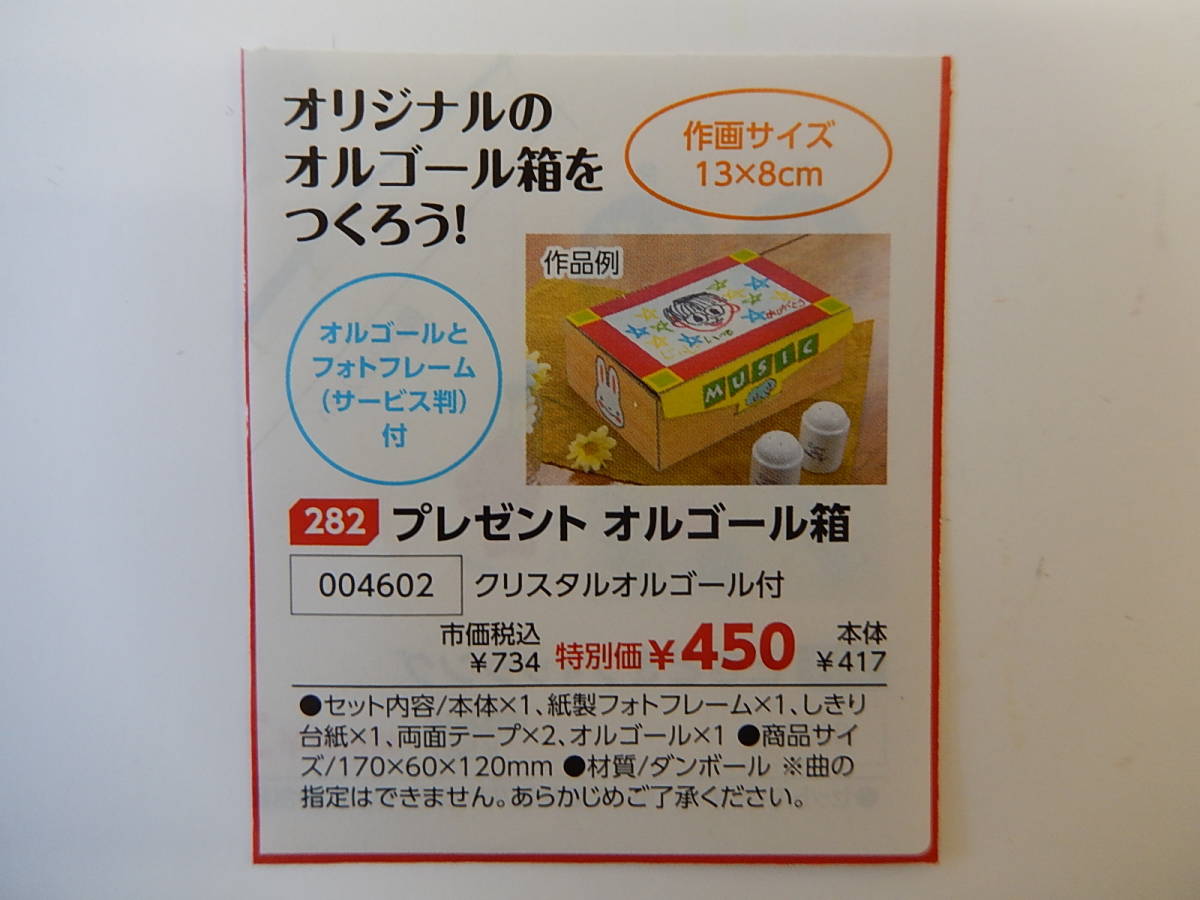 オリジナルの
オルゴール箱を
つくろう!
作画サイズ
13×8cm
作品例
MUSIC
オルゴールと
フォトフレーム
(サービス判)
付
282 プレゼント オルゴール箱
004602 クリスタルオルゴール付
市価税込
¥734
特別価 ¥450
本体
¥417
●セット内容/本体×1、紙製フォトフレーム×1、しきり
台紙×1、両面テープ×2、オルゴール×1 ●商品サイ
ズ/170×60×120mm ●材質/ダンボール ※曲の
指定はできません。あらかじめご了承ください。